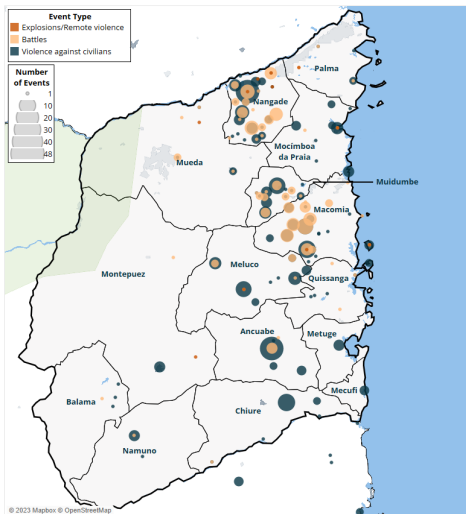 Event Type
Explosions/Remote violence
Battles
Violence against civilians
Number
of Events
1
10
20
30
40
48
Palma
Nangade
Mocimboa
da Praia
Mueda
Muidumbe
Macomia
Meluco
Montepuez
Quissanga
Ancuabe
Metuge
Mecufi
Balama
Chiure
Namuno
© 2023 Mapbox © OpenStreetMap